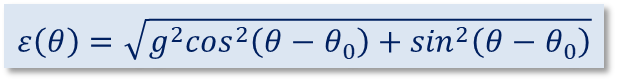 ε(θ) = √(g²cos²(θ − θ₀) + sin²(θ − θ₀))